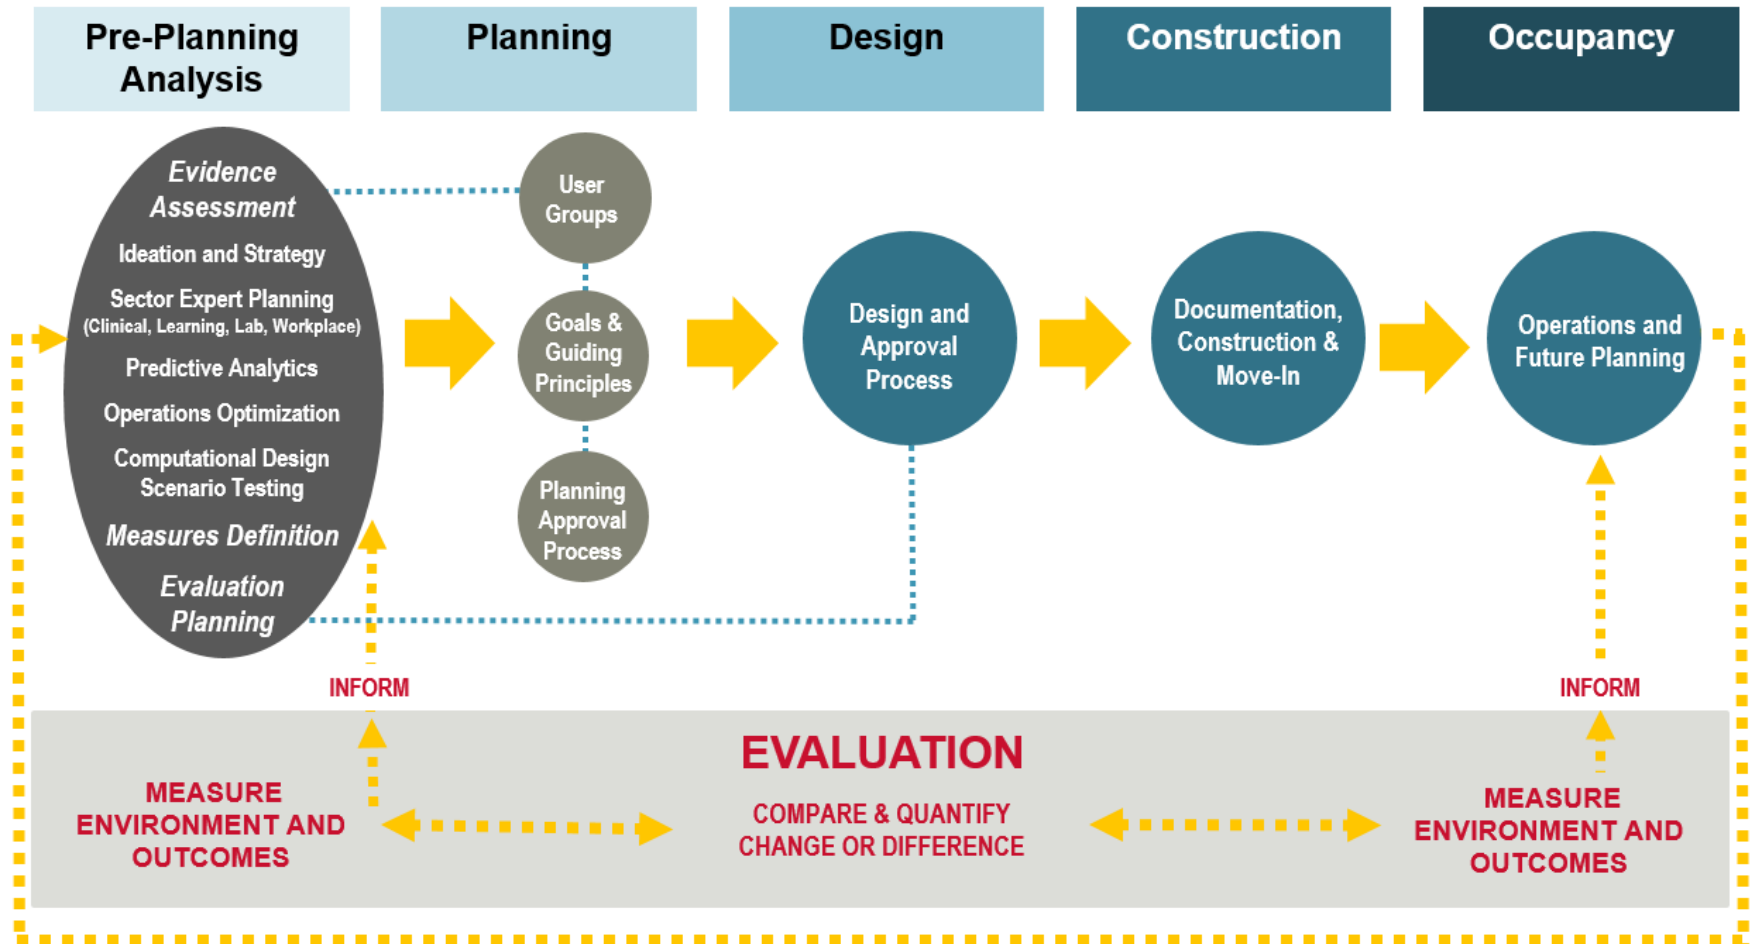 Pre-Planning
Analysis
Planning
Design
Construction
Occupancy
Evidence
Assessment
Ideation and Strategy
Sector Expert Planning
(Clinical, Learning, Lab, Workplace)
Predictive Analytics
Operations Optimization
Computational Design
Scenario Testing
Measures Definition
Evaluation
Planning
User
Groups
Goals &
Guiding
Principles
Planning
Approval
Process
Design and
Approval
Process
Documentation,
Construction &
Move-In
Operations and
Future Planning
INFORM
INFORM
EVALUATION
MEASURE
ENVIRONMENT AND
OUTCOMES
COMPARE & QUANTIFY
CHANGE OR DIFFERENCE
MEASURE
ENVIRONMENT AND
OUTCOMES